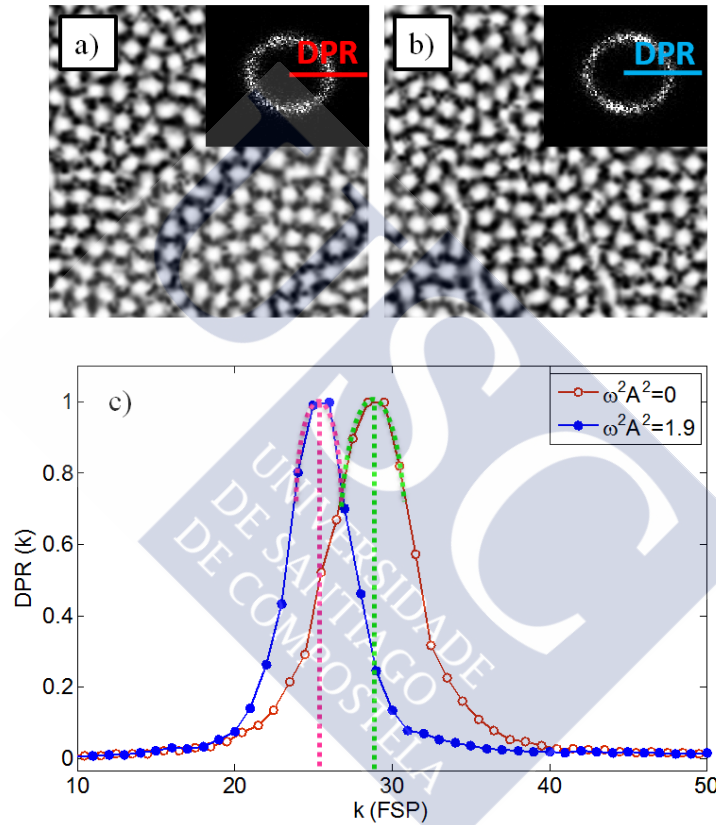 a)
DPR
b)
DPR
c)
ω²A²=0
ω²A²=1.9
DPR (k)
1
0.8
0.6
0.4
0.2
0
10
20
30
40
50
k (FSP)
USC
UNIVERSIDADE
DE SANTIAGO
DE COMPOSTELA